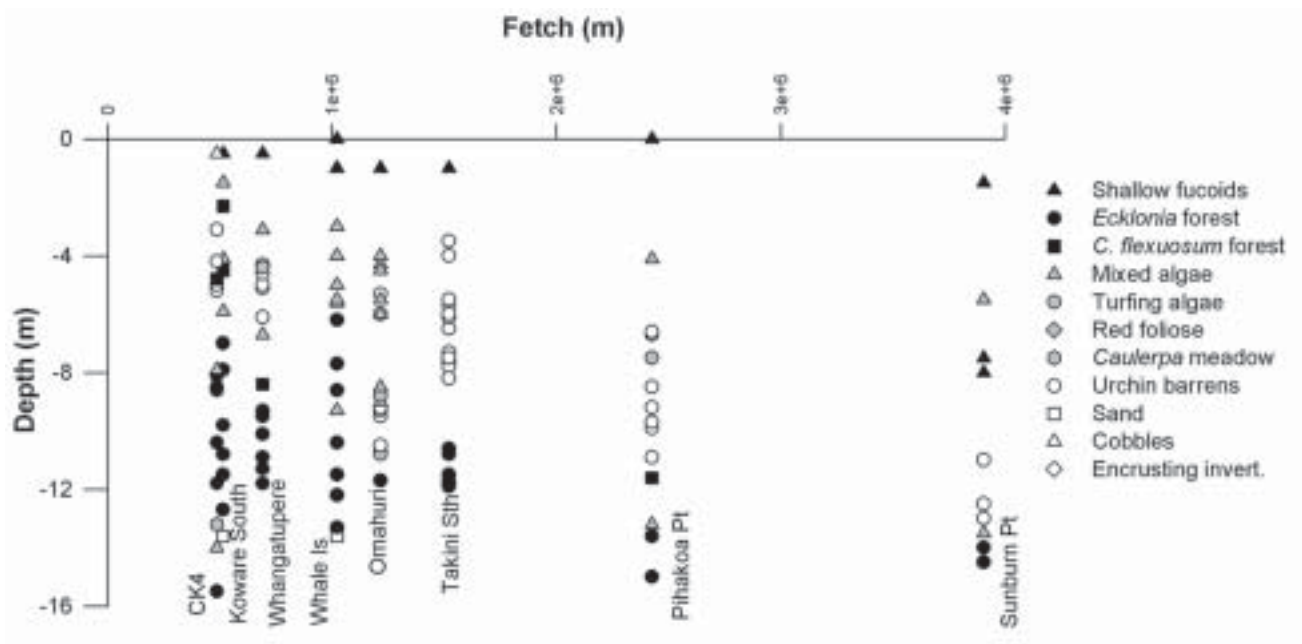 Fetch (m)
0
1e+6
2e+6
3e+6
4e+6
Depth (m)
0
-4
-8
-12
-16
CK4
Koware South
Whangatupere
Whale Is
Omahuri
Takini Sth
Pihakoa Pt
Sunburn Pt
Shallow fucoids
Ecklonia forest
C. flexuosum forest
Mixed algae
Turfing algae
Red foliose
Caulerpa meadow
Urchin barrens
Sand
Cobbles
Encrusting invert.